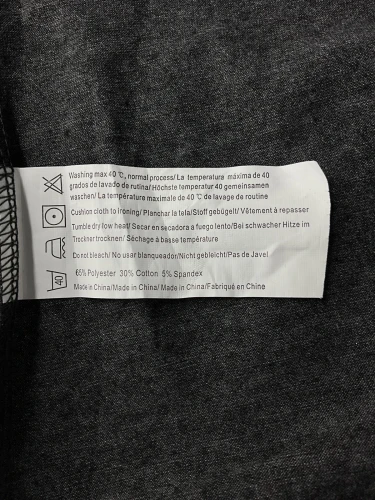 Washing max 40 ℃, normal process/ La temperatura máxima de 40
grados de lavado de rutina/ Höchste temperatur 40 gemeinsamen
waschen/ La température maximale de 40 ℃ de lavage de routine
Cushion cloth to Ironing/ Planchar la tela/Stoff gebügelt/ Vêtement à repasser
Tumble dry low heat/ Secar en secadora a fuego lento/Bei schwacher Hitze im
Trockner trocknen/ Séchage à basse température
Do not bleach/ No usar blanqueador/Nicht gebleicht/Pas de Javel
65% Polyester 30% Cotton 5% Spandex
Made in China/Made in China/ Made in China/Fabriqué en Chine
40